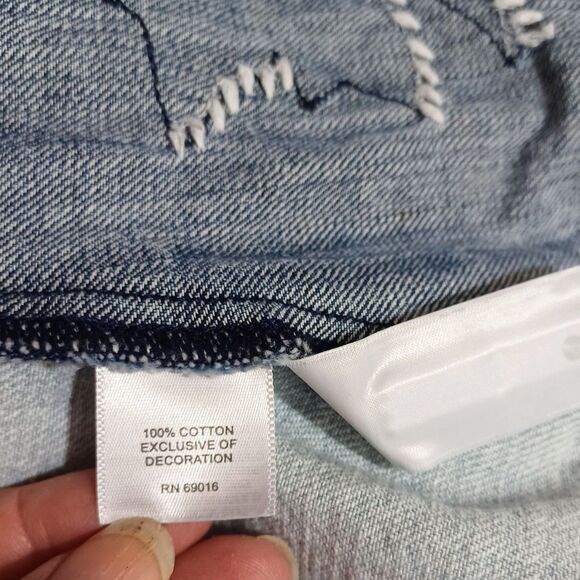 100% COTTON
EXCLUSIVE OF
DECORATION
RN 69016